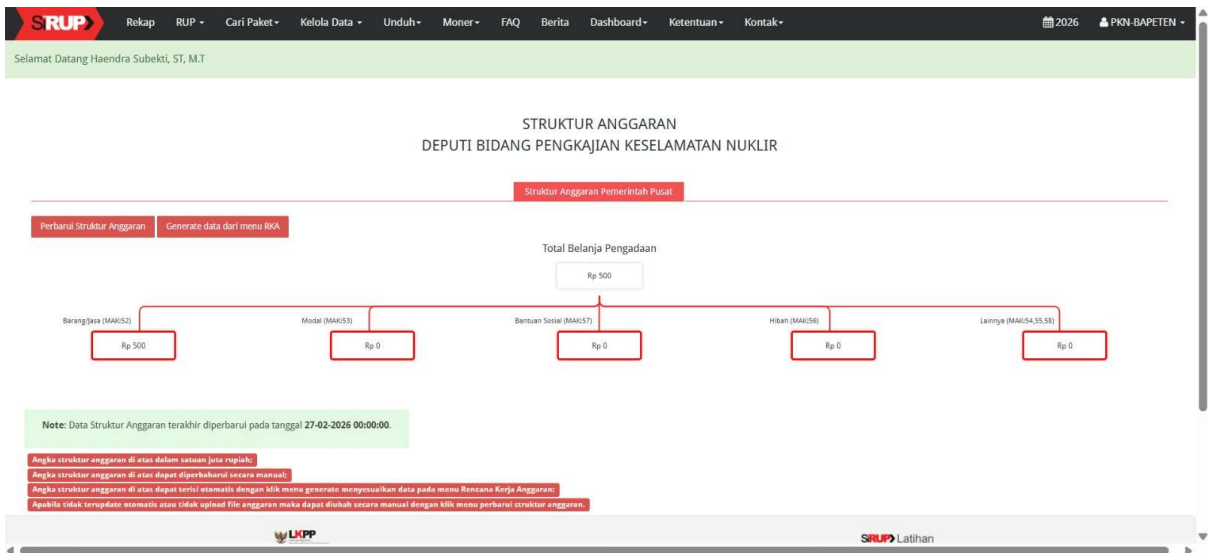 SiRUP Rekap RUP Cari Paket Kelola Data Unduh Moner FAQ Berita Dashboard Ketentuan Kontak 2026 PKN-BAPETEN
Selamat Datang Haendra Subekti, ST, M.T
STRUKTUR ANGGARAN
DEPUTI BIDANG PENGKAJIAN KESELAMATAN NUKLIR
Struktur Anggaran Pemerintah Pusat
Perbarui Struktur Anggaran Generate data dari menu RKA
Total Belanja Pengadaan
Rp 500
Barang/Jasa (MAK:52) Modal (MAK:53) Bantuan Sosial (MAK:57) Hibah (MAK:56) Lainnya (MAK:54,55,58)
Rp 500 Rp 0 Rp 0 Rp 0 Rp 0
Note: Data Struktur Anggaran terakhir diperbarui pada tanggal 27-02-2026 00:00:00.
Angka struktur anggaran di atas dalam satuan juta rupiah;
Angka struktur anggaran di atas dapat diperbaharui secara manual;
Angka struktur anggaran di atas dapat terisi otomatis dengan klik menu generate menyesuaikan data pada menu Rencana Kerja Anggaran;
Apabila tidak terupdate otomatis atau tidak upload file anggaran maka dapat diubah secara manual dengan klik menu perbarui struktur anggaran.
LKPP SiRUP Latihan